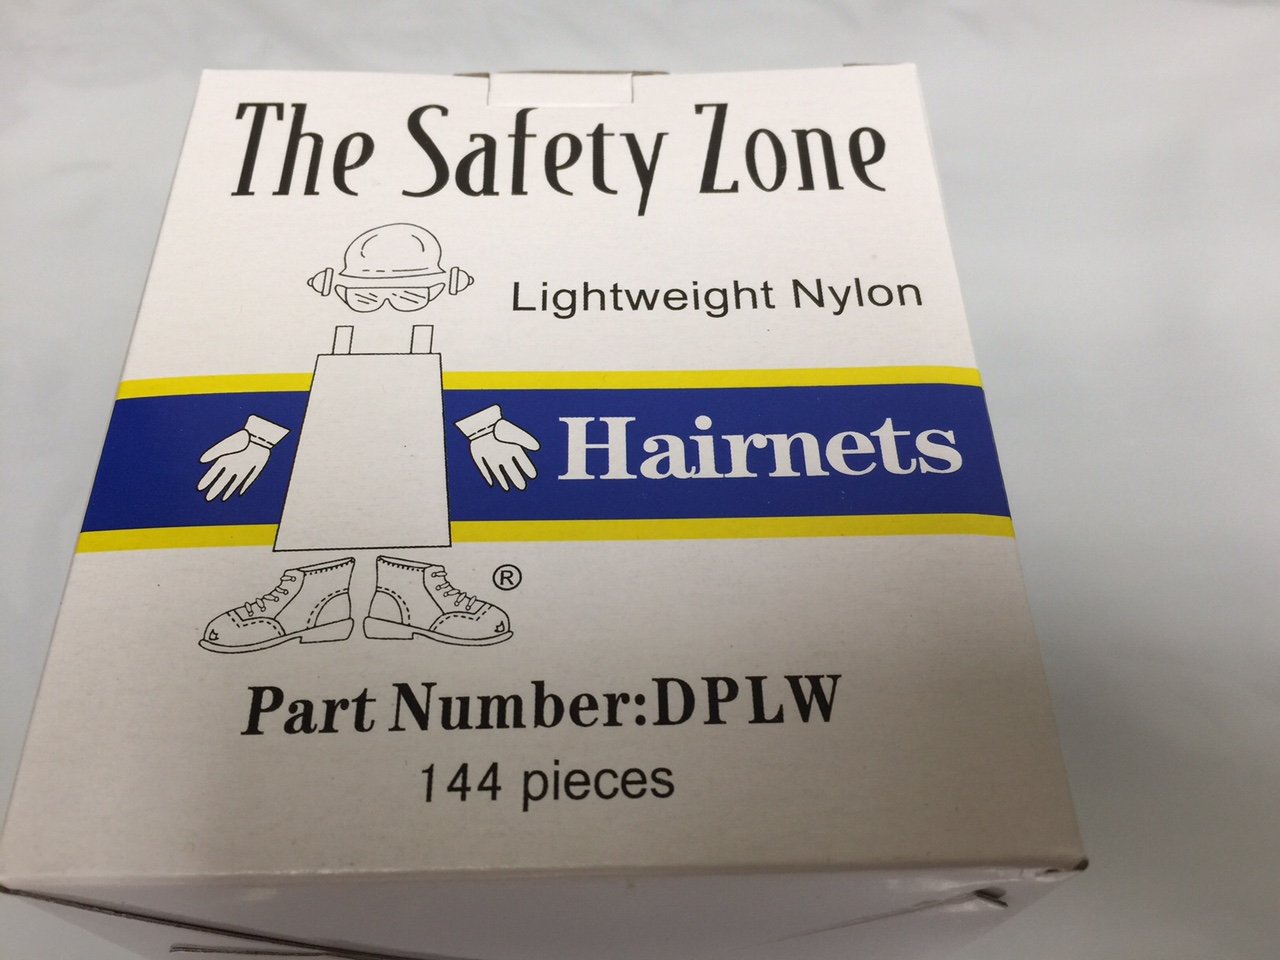 The Safety Zone
Lightweight Nylon
Hairnets
®
Part Number:DPLW
144 pieces